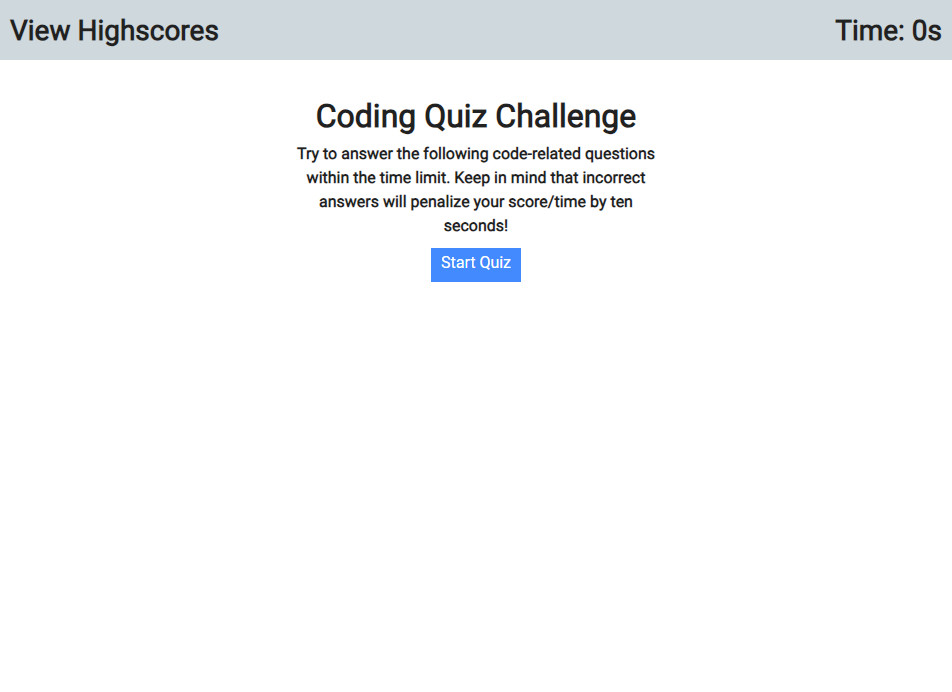 View Highscores
Time: 0s
Coding Quiz Challenge
Try to answer the following code-related questions
within the time limit. Keep in mind that incorrect
answers will penalize your score/time by ten
seconds!
Start Quiz